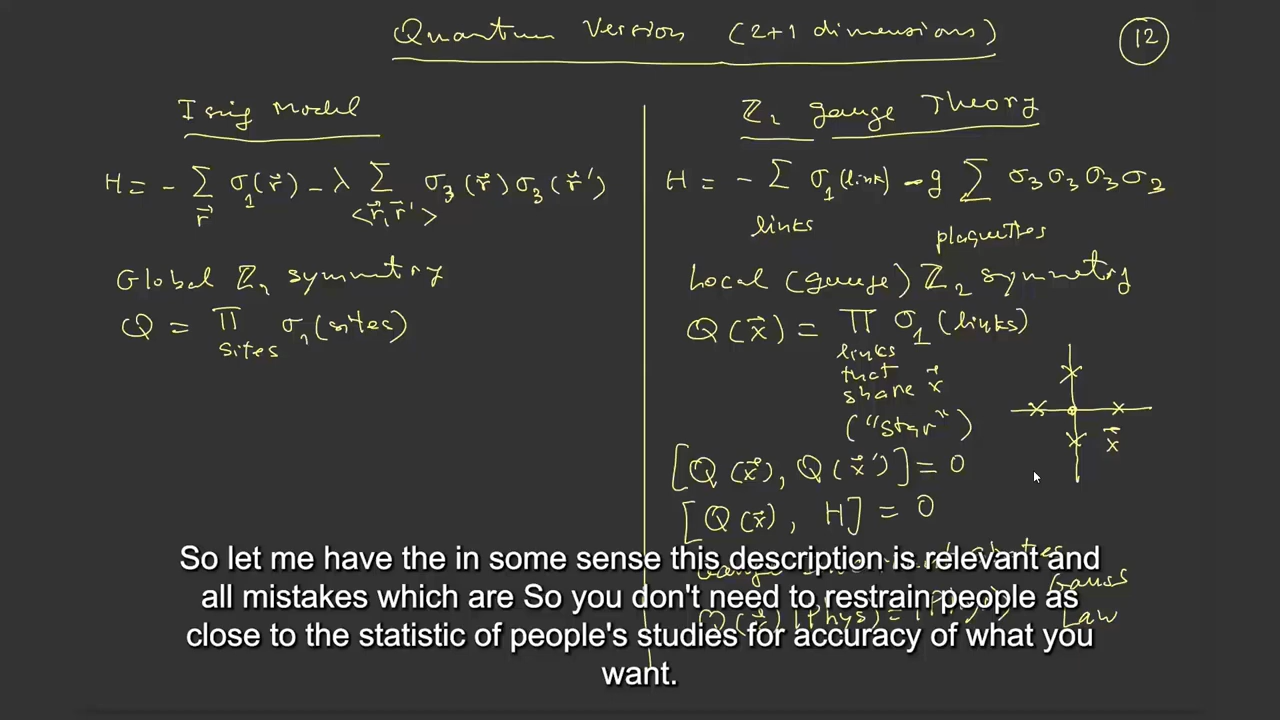 Quantum Version (2+1 dimensions)
12
Ising Model
H = - Σ σ₁(r⃗) - λ Σ σ₃(r⃗) σ₃(r⃗')
r⃗ <r⃗, r⃗'>
Global ℤ₂ symmetry
Q = Π σ₁(sites)
sites
ℤ₂ gauge Theory
H = - Σ σ₁(link) - g Σ σ₃σ₃σ₃σ₃
links plaquettes
Local (gauge) ℤ₂ symmetry
Q(x⃗) = Π σ₁ (links)
links
that
share x⃗
("star")
x⃗
[Q(x⃗), Q(x⃗')] = 0
[Q(x⃗), H] = 0
Gauss
Law
So let me have the in some sense this description is relevant and
all mistakes which are So you don't need to restrain people as
close to the statistic of people's studies for accuracy of what you
want.